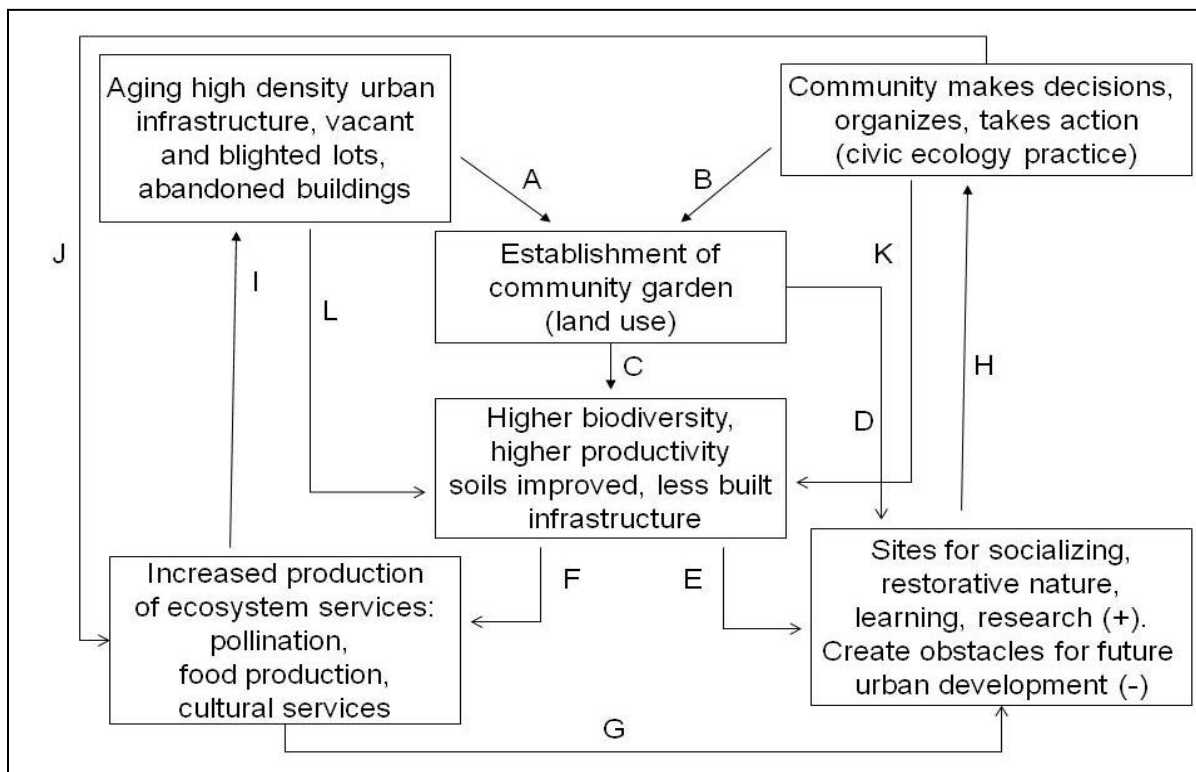 Aging high density urban
infrastructure, vacant
and blighted lots,
abandoned buildings
Community makes decisions,
organizes, takes action
(civic ecology practice)
A
B
J
I
L
K
Establishment of
community garden
(land use)
C
H
D
Higher biodiversity,
higher productivity
soils improved, less built
infrastructure
F
E
Increased production
of ecosystem services:
pollination,
food production,
cultural services
Sites for socializing,
restorative nature,
learning, research (+).
Create obstacles for future
urban development (-)
G